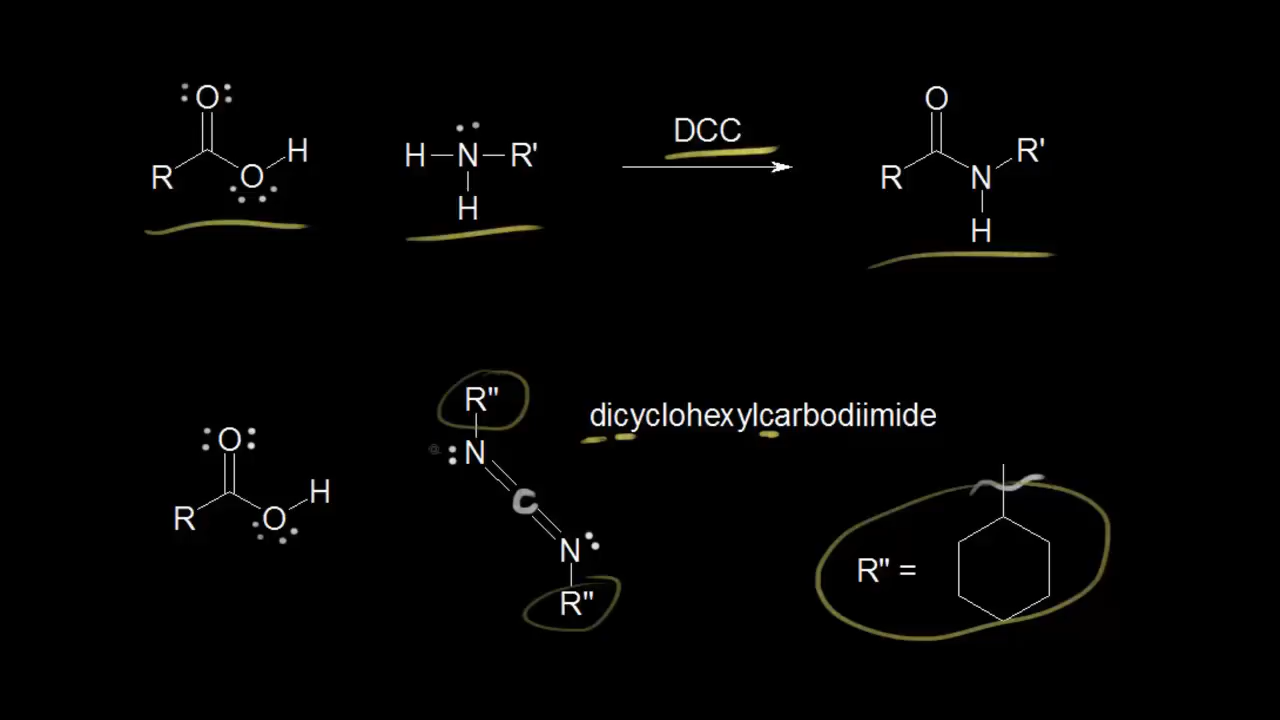 O
O H
R
H N R'
H
DCC
O
R'
R N
H
R"
dicyclohexylcarbodiimide
O
N
H
C
R O
N
R" =
R"